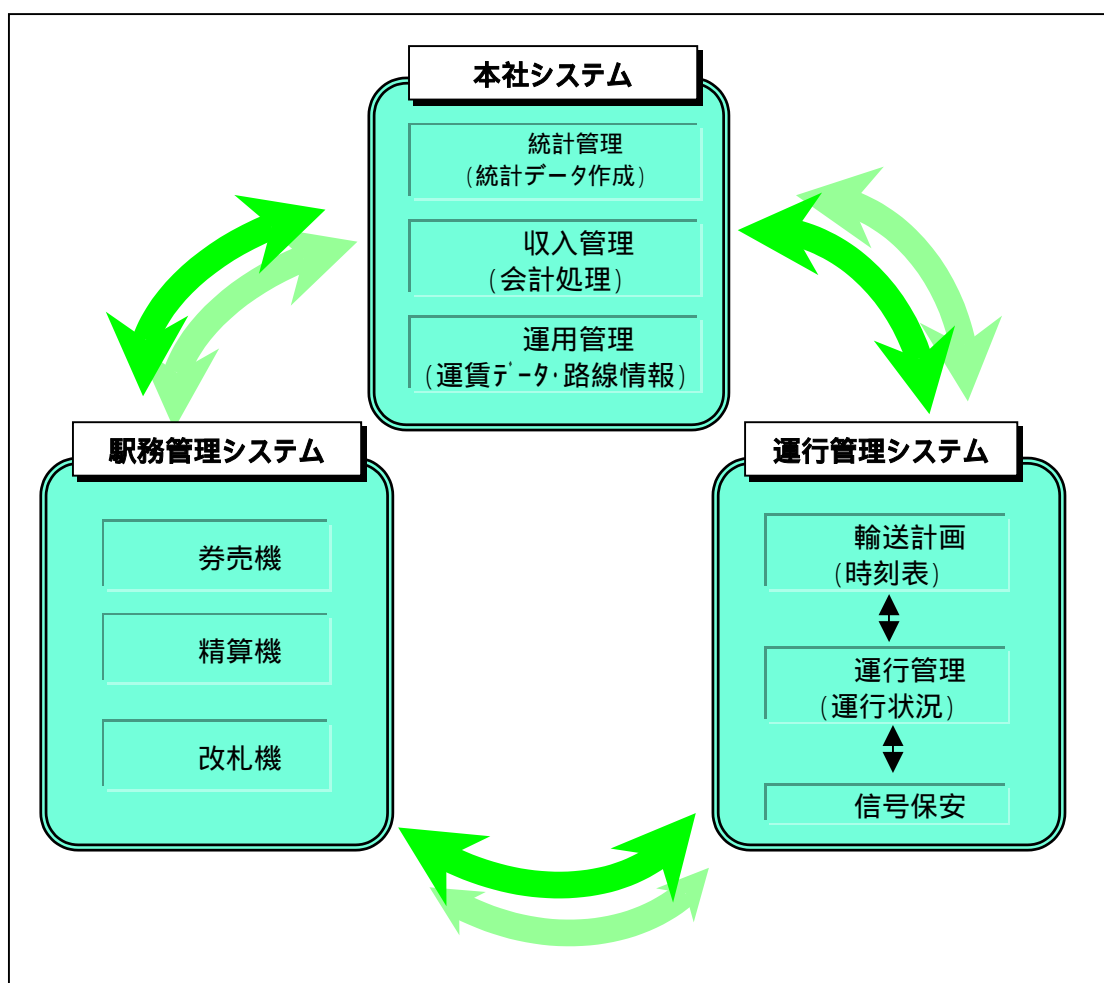 本社システム
統計管理
(統計データ作成)
収入管理
(会計処理)
運用管理
(運賃ﾃﾞｰﾀ・路線情報)
駅務管理システム
券売機
精算機
改札機
運行管理システム
輸送計画
(時刻表)
運行管理
(運行状況)
信号保安